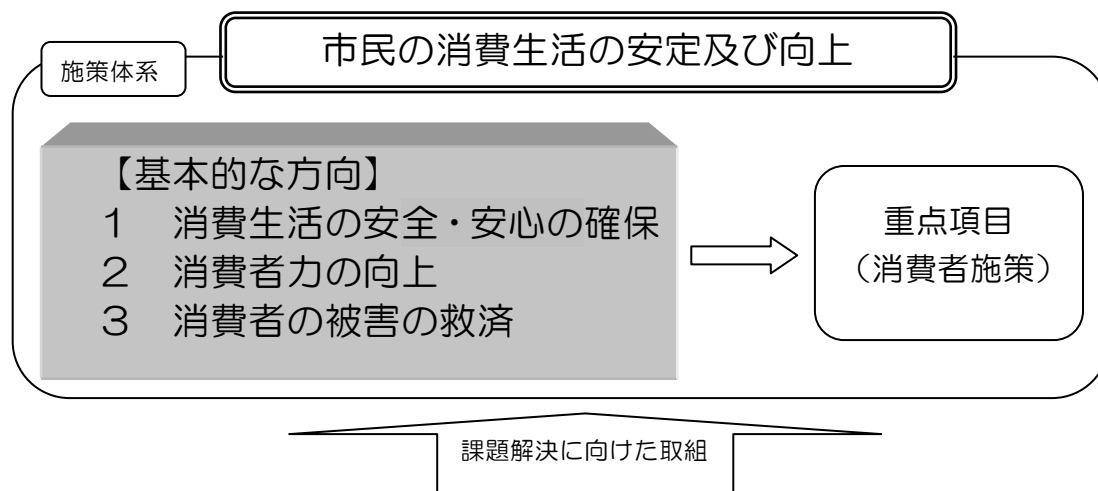 市民の消費生活の安定及び向上
施策体系
【基本的な方向】
１　消費生活の安全・安心の確保
２　消費者力の向上
３　消費者の被害の救済
重点項目
（消費者施策）
課題解決に向けた取組